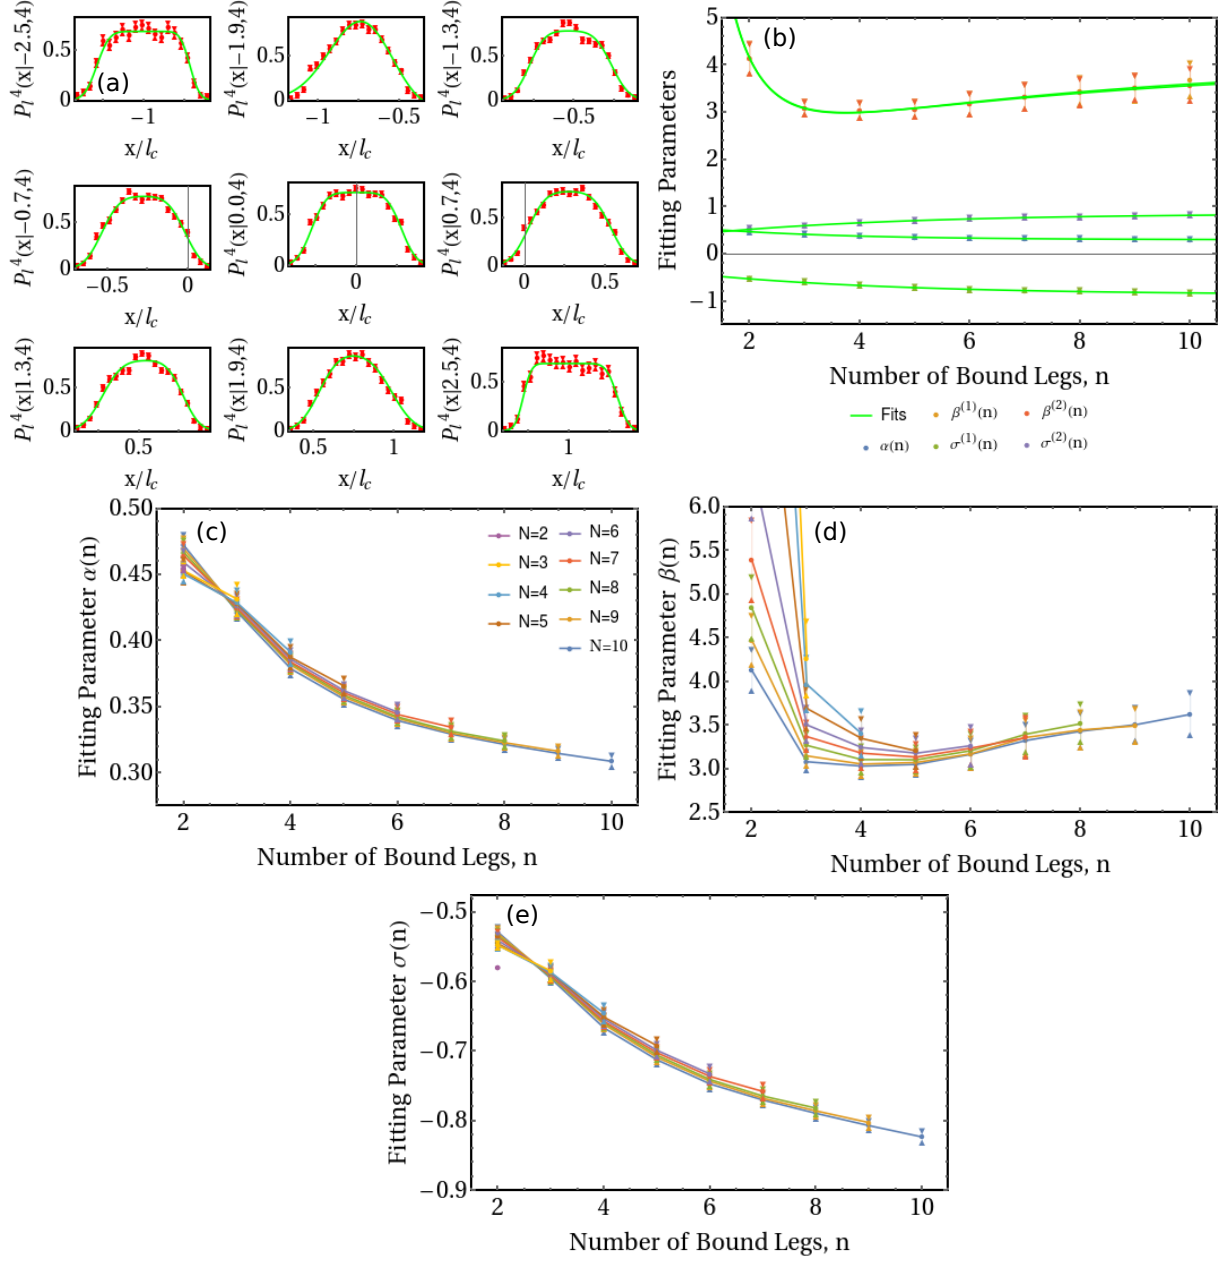 P_l^4(x|−2.5,4)
0.5
0
(a)
−1
x/l_c
P_l^4(x|−1.9,4)
0.5
0
−1
−0.5
x/l_c
P_l^4(x|−1.3,4)
0.5
0
−0.5
x/l_c
P_l^4(x|−0.7,4)
0.5
0
−0.5
0
x/l_c
P_l^4(x|0.0,4)
0.5
0
0
x/l_c
P_l^4(x|0.7,4)
0.5
0
0
0.5
x/l_c
P_l^4(x|1.3,4)
0.5
0
0.5
x/l_c
P_l^4(x|1.9,4)
0.5
0
0.5
1
x/l_c
P_l^4(x|2.5,4)
0.5
0
1
x/l_c
(b)
Fitting Parameters
5
4
3
2
1
0
−1
2 4 6 8 10
Number of Bound Legs, n
Fits
β^(1)(n)
β^(2)(n)
α(n)
σ^(1)(n)
σ^(2)(n)
(c)
Fitting Parameter α(n)
0.50
0.45
0.40
0.35
0.30
2 4 6 8 10
Number of Bound Legs, n
N=2
N=6
N=3
N=7
N=4
N=8
N=5
N=9
N=10
(d)
Fitting Parameter β(n)
6.0
5.5
5.0
4.5
4.0
3.5
3.0
2.5
2 4 6 8 10
Number of Bound Legs, n
(e)
Fitting Parameter σ(n)
−0.5
−0.6
−0.7
−0.8
−0.9
2 4 6 8 10
Number of Bound Legs, n